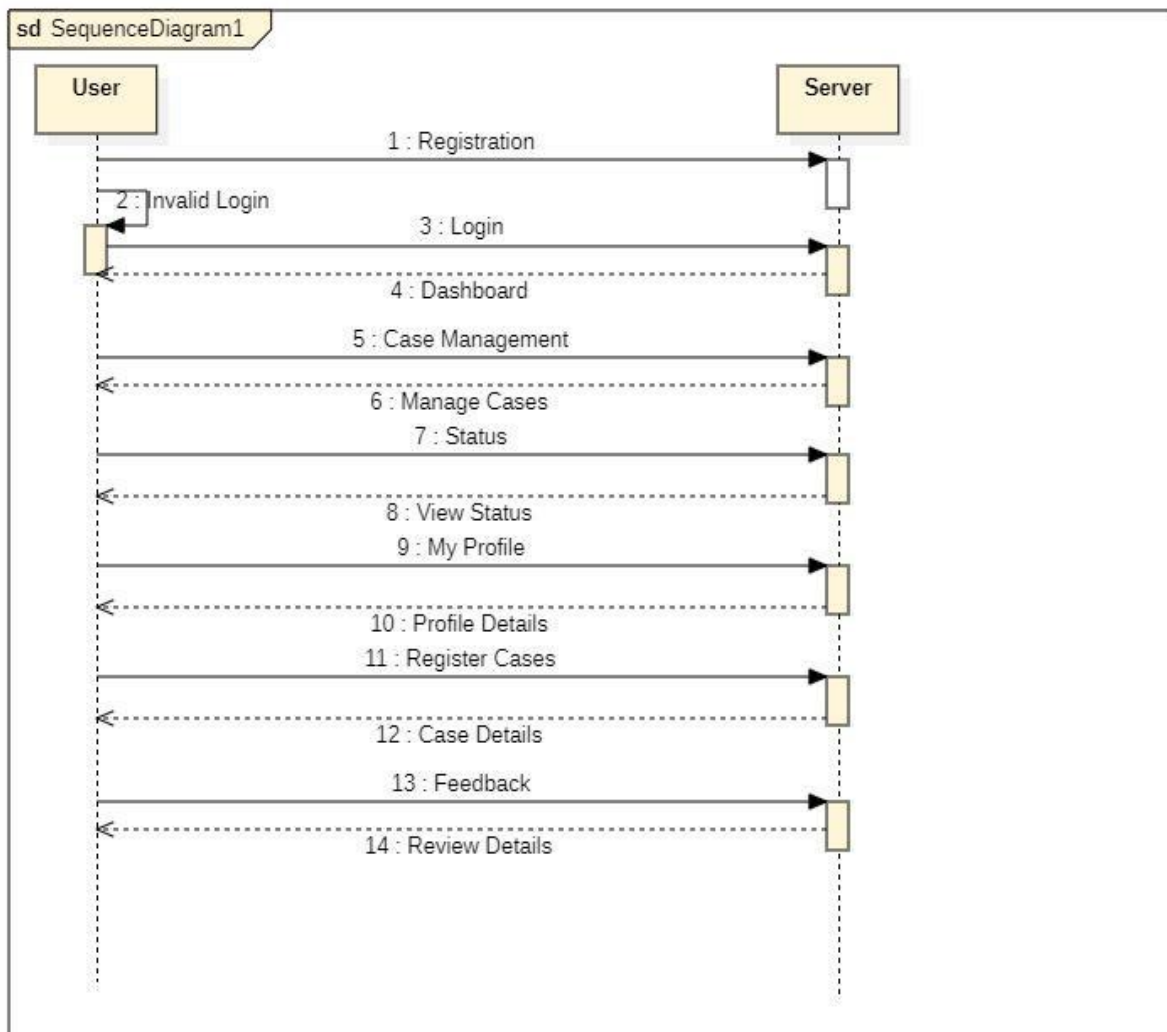 sd SequenceDiagram1
User
Server
1 : Registration
2 : Invalid Login
3 : Login
4 : Dashboard
5 : Case Management
6 : Manage Cases
7 : Status
8 : View Status
9 : My Profile
10 : Profile Details
11 : Register Cases
12 : Case Details
13 : Feedback
14 : Review Details